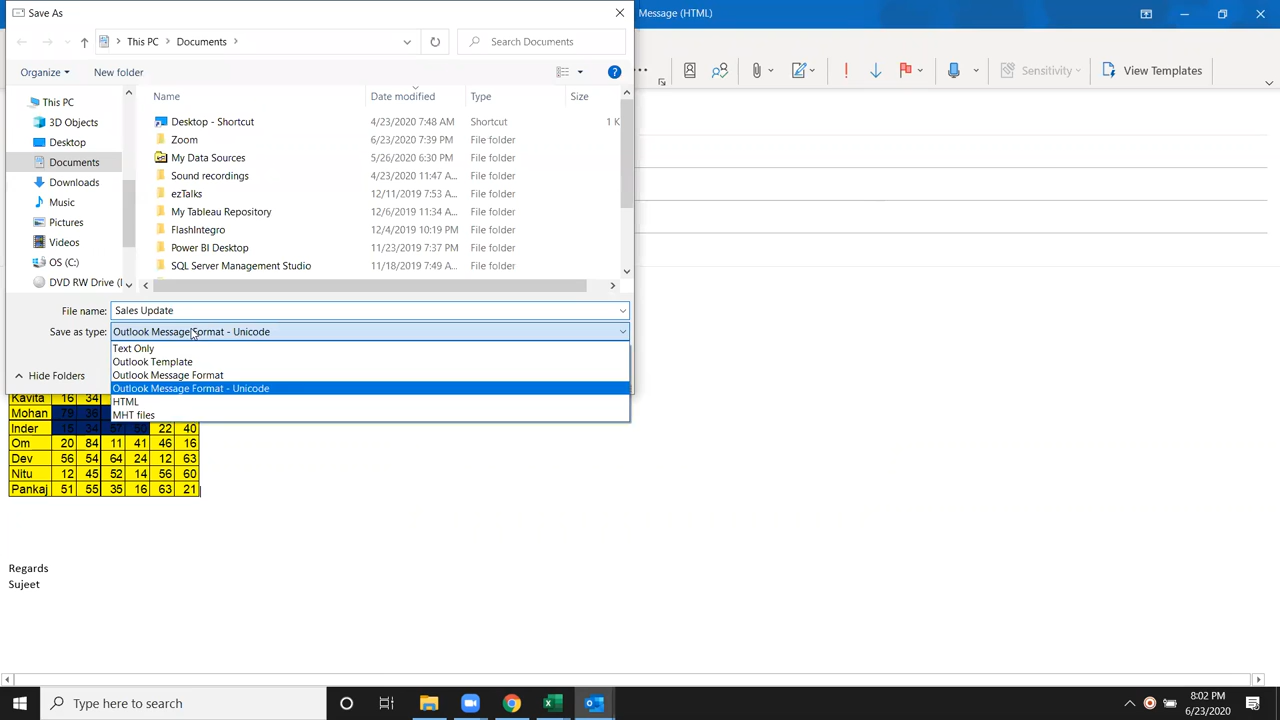 Save As
Message (HTML)
This PC > Documents >
Search Documents
Organize
New folder
Sensitivity
View Templates
This PC
3D Objects
Desktop
Documents
Downloads
Music
Pictures
Videos
OS (C:)
DVD RW Drive (
Name Date modified Type Size
Desktop - Shortcut 4/23/2020 7:48 AM Shortcut 1 K
Zoom 6/23/2020 7:39 PM File folder
My Data Sources 5/26/2020 6:30 PM File folder
Sound recordings 4/23/2020 11:47 A... File folder
ezTalks 12/11/2019 7:53 A... File folder
My Tableau Repository 12/6/2019 11:34 A... File folder
FlashIntegro 12/4/2019 10:19 PM File folder
Power BI Desktop 11/23/2019 7:37 PM File folder
SQL Server Management Studio 11/18/2019 7:49 A... File folder
File name: Sales Update
Save as type: Outlook Message Format - Unicode
Text Only
Outlook Template
Outlook Message Format
Outlook Message Format - Unicode
HTML
MHT files
Hide Folders
Kavita 16 34
Mohan 79 36
Inder 15 34 67 80 22 40
Om 20 84 11 41 46 16
Dev 56 54 64 24 12 63
Nitu 12 45 52 14 56 60
Pankaj 51 55 35 16 63 21
Regards
Sujeet
Type here to search
8:02 PM
6/23/2020